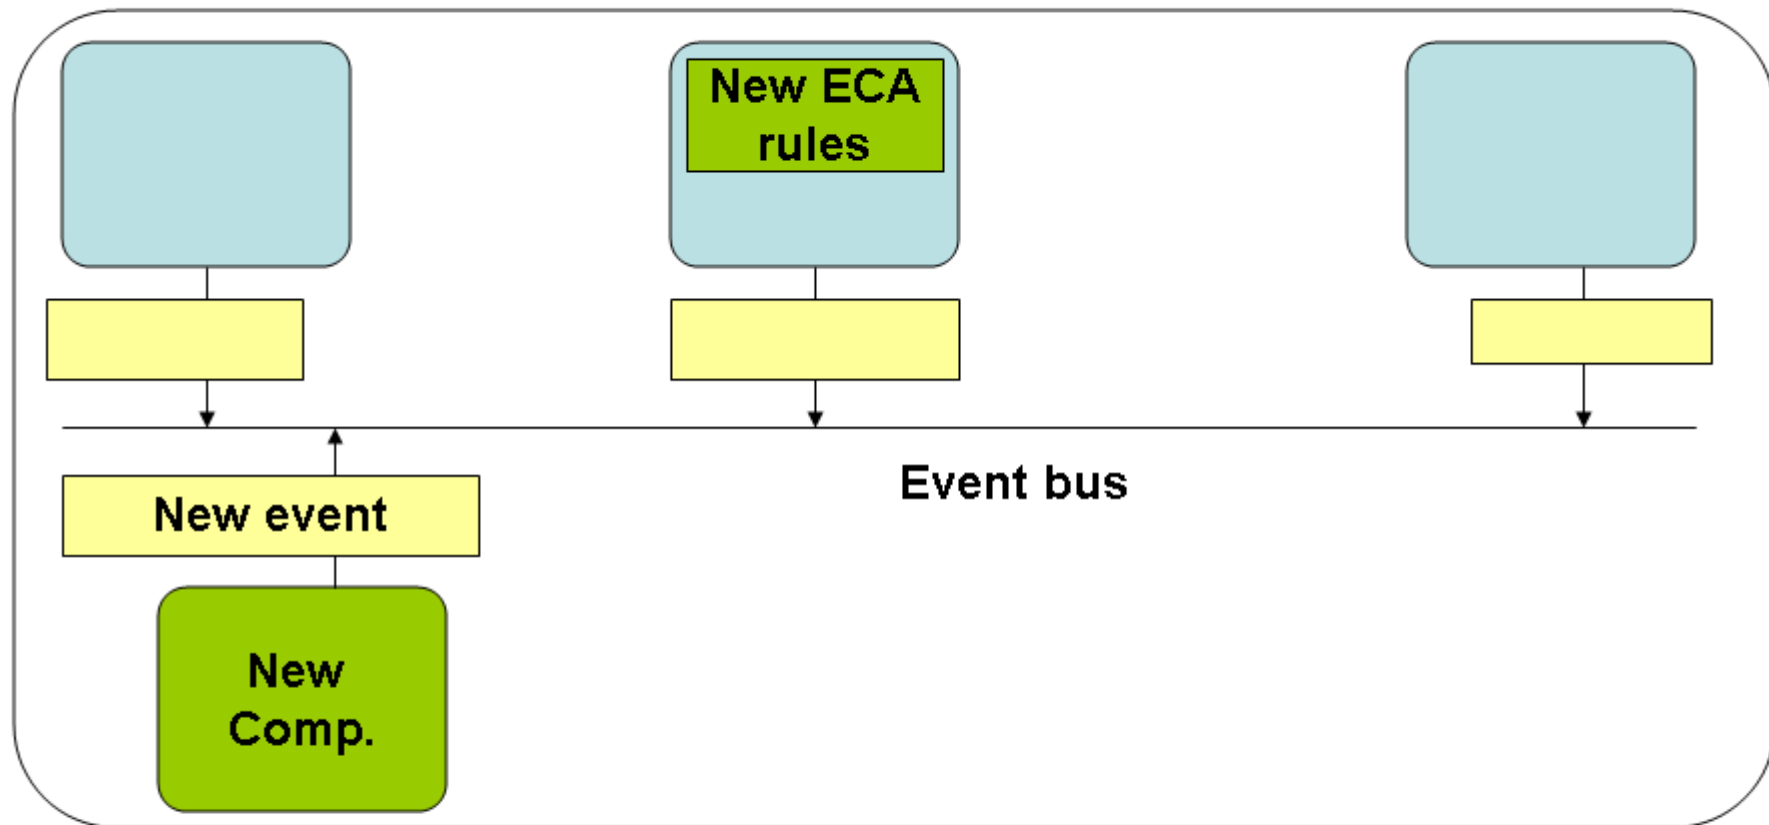 New ECA
rules
Event bus
New event
New
Comp.